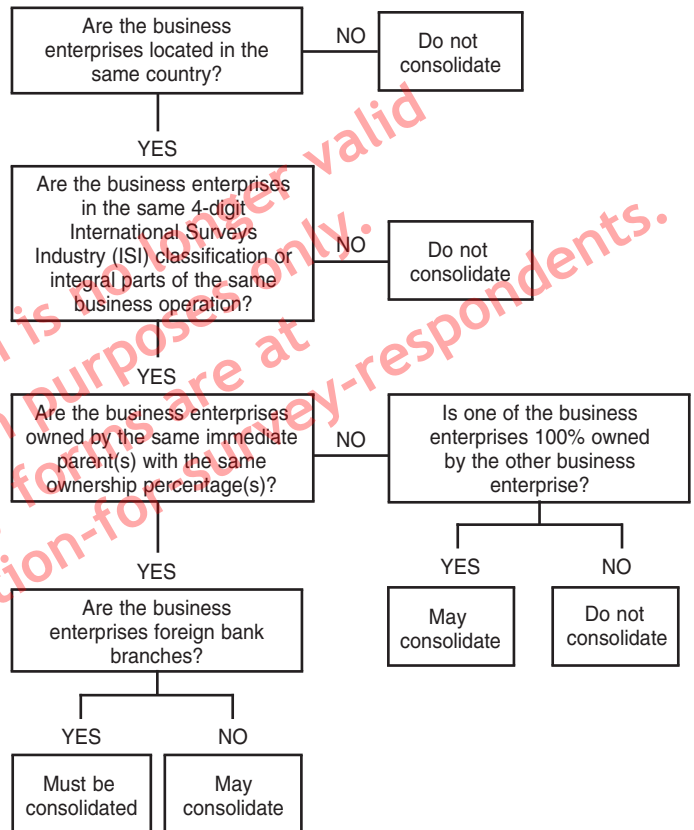 Are the business
enterprises located in the
same country?
NO
Do not
consolidate
YES
Are the business enterprises
in the same 4-digit
International Surveys
Industry (ISI) classification or
integral parts of the same
business operation?
NO
Do not
consolidate
YES
Are the business enterprises
owned by the same immediate
parent(s) with the same
ownership percentage(s)?
NO
Is one of the business
enterprises 100% owned
by the other business
enterprise?
YES
NO
May
consolidate
Do not
consolidate
YES
Are the business
enterprises foreign bank
branches?
YES
NO
Must be
consolidated
May
consolidate
is no longer valid
purposes only.
forms are at
tion-for-survey-respondents.